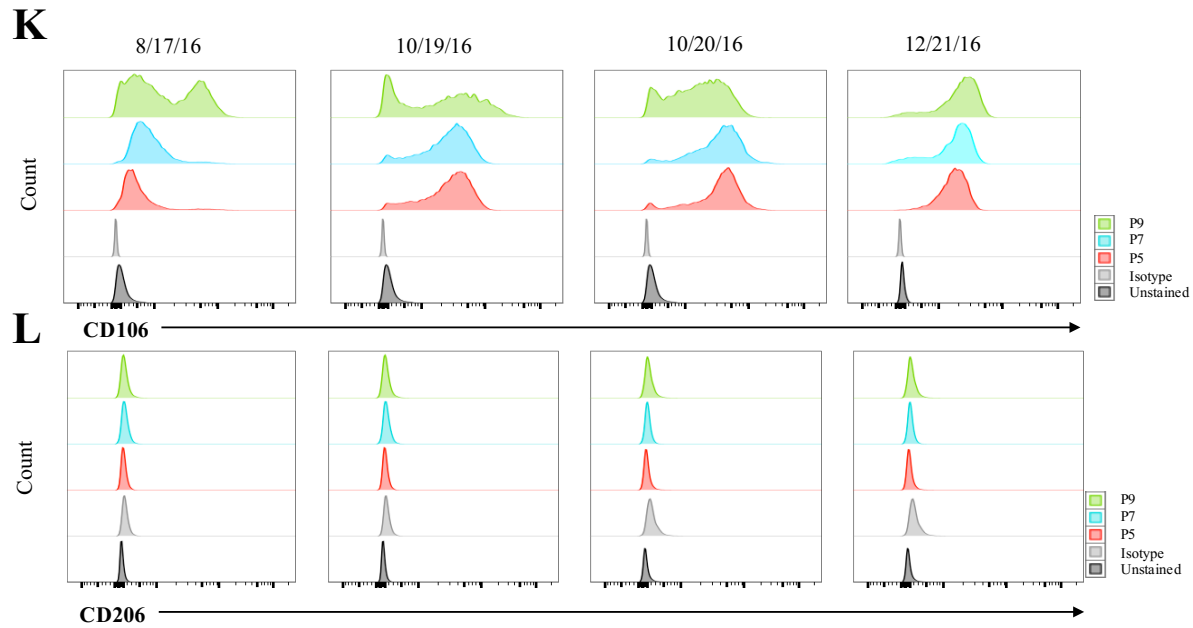 K
8/17/16
10/19/16
10/20/16
12/21/16
Count
P9
P7
P5
Isotype
Unstained
CD106
L
Count
P9
P7
P5
Isotype
Unstained
CD206